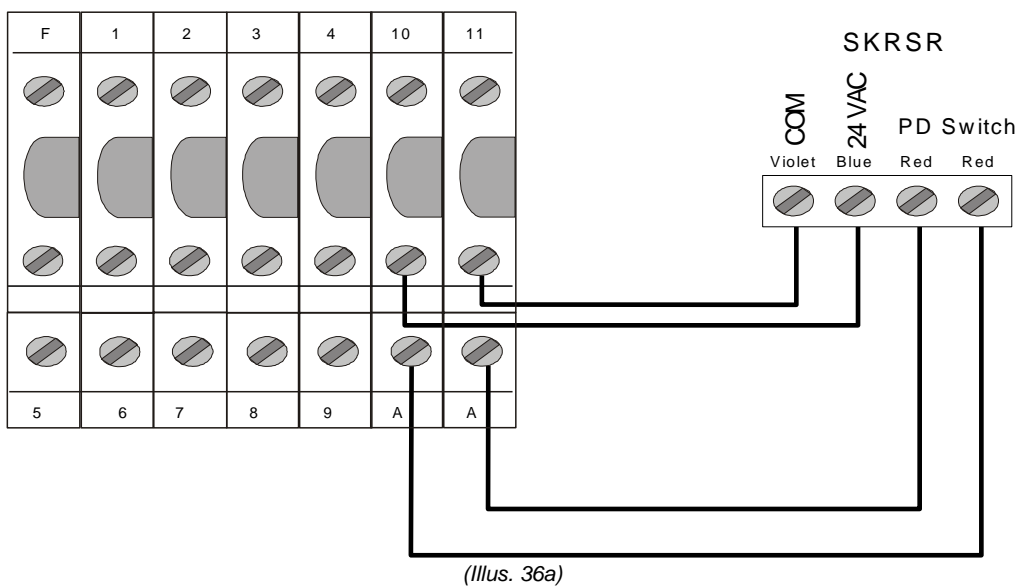 F 1 2 3 4 10 11
SKRSR
COM 24 VAC PD Switch
Violet Blue Red Red
5 6 7 8 9 A A
(Illus. 36a)